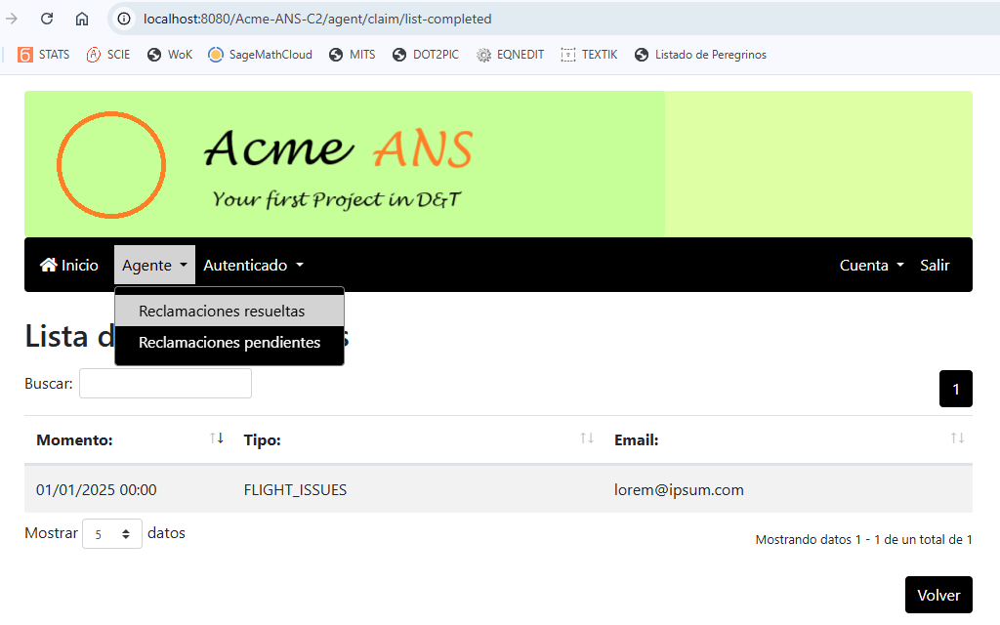 localhost:8080/Acme-ANS-C2/agent/claim/list-completed
STATS SCIE WoK SageMathCloud MITS DOT2PIC EQNEDIT TEXTIK Listado de Peregrinos
Acme ANS
Your first Project in D&T
Inicio Agente Autenticado Cuenta Salir
Reclamaciones resueltas
Lista
Reclamaciones pendientes
Buscar:
1
Momento: Tipo: Email:
01/01/2025 00:00 FLIGHT_ISSUES lorem@ipsum.com
Mostrar 5 datos
Mostrando datos 1 - 1 de un total de 1
Volver